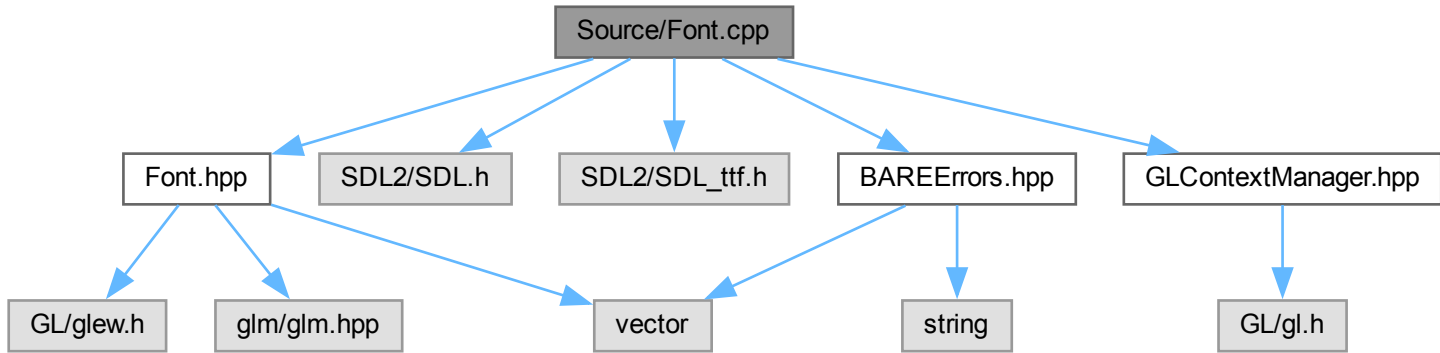 Source/Font.cpp
Font.hpp
SDL2/SDL.h
SDL2/SDL_ttf.h
BAREErrors.hpp
GLContextManager.hpp
GL/glew.h
glm/glm.hpp
vector
string
GL/gl.h